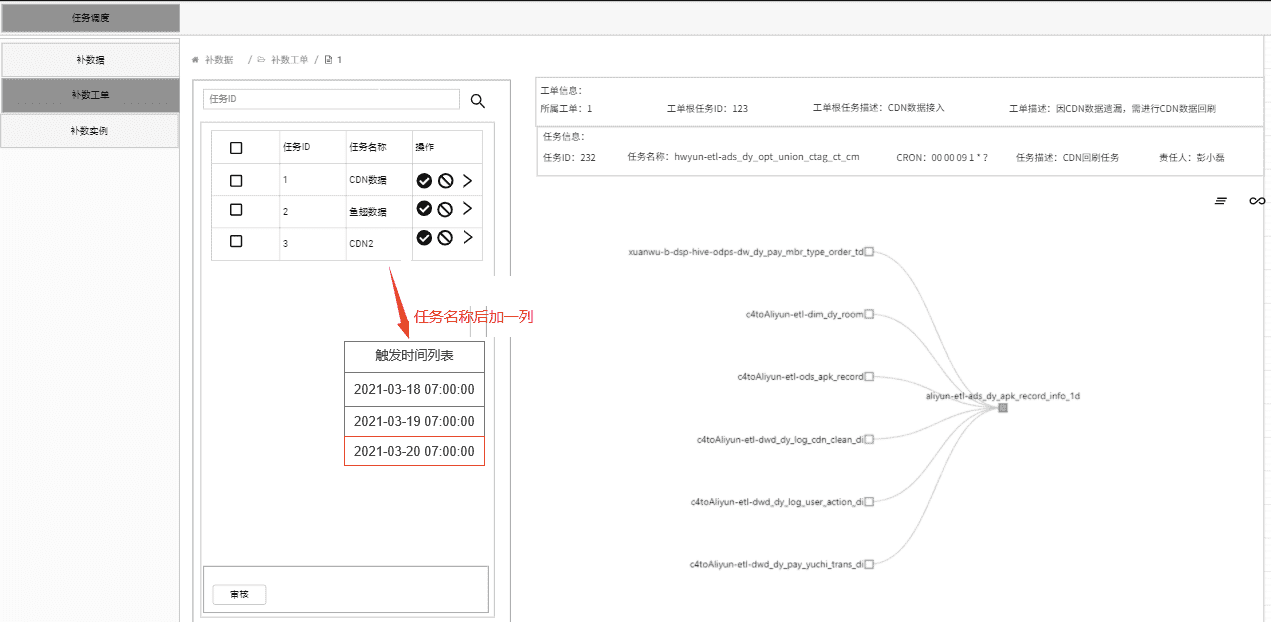 任务调度
补数据
补数工单
补数实例
补数据 / 补数工单 / 1
任务ID
任务ID 任务名称 操作
1 CDN数据
2 鱼翅数据
3 CDN2
任务名称后加一列
触发时间列表
2021-03-18 07:00:00
2021-03-19 07:00:00
2021-03-20 07:00:00
审核
工单信息:
所属工单：1 工单根任务ID：123 工单根任务描述：CDN数据接入 工单描述：因CDN数据遗漏，需进行CDN数据回刷
任务信息:
任务ID：232 任务名称：hwyun-etl-ads_dy_opt_union_ctag_ct_cm CRON：00 00 09 1 * ? 任务描述：CDN回刷任务 责任人：彭小磊
xuanwu-b-dsp-hive-odps-dw_dy_pay_mbr_type_order_td
c4toAliyun-etl-dim_dy_room
c4toAliyun-etl-ods_apk_record
aliyun-etl-ads_dy_apk_record_info_1d
c4toAliyun-etl-dwd_dy_log_cdn_clean_di
c4toAliyun-etl-dwd_dy_log_user_action_di
c4toAliyun-etl-dwd_dy_pay_yuchi_trans_di